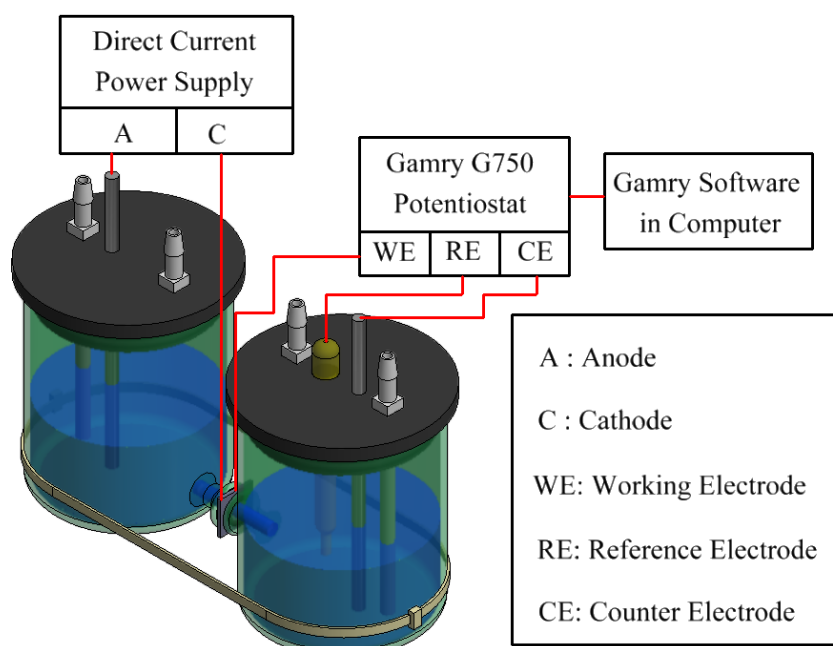 Direct Current
Power Supply
A
C
Gamry G750
Potentiostat
WE
RE
CE
Gamry Software
in Computer
A : Anode
C : Cathode
WE: Working Electrode
RE: Reference Electrode
CE: Counter Electrode